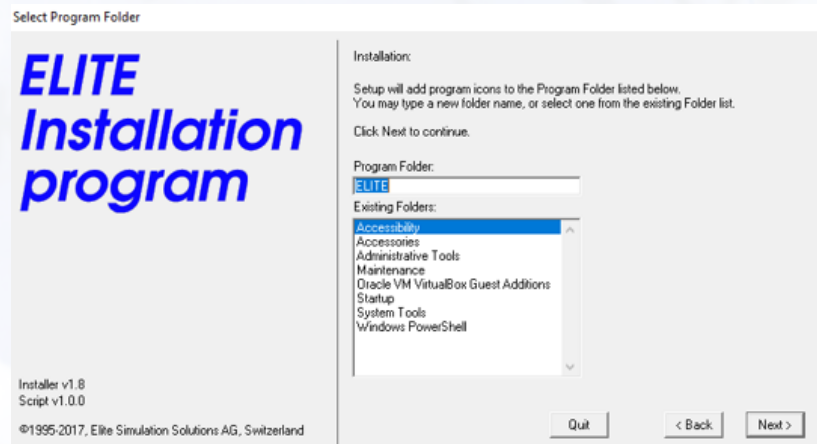 Select Program Folder
ELITE
Installation
program
Installer v1.8
Script v1.0.0
©1995-2017, Elite Simulation Solutions AG, Switzerland
Installation:
Setup will add program icons to the Program Folder listed below.
You may type a new folder name, or select one from the existing Folder list.
Click Next to continue.
Program Folder:
ELITE
Existing Folders:
Accessibility
Accessories
Administrative Tools
Maintenance
Oracle VM VirtualBox Guest Additions
Startup
System Tools
Windows PowerShell
Quit
< Back
Next >